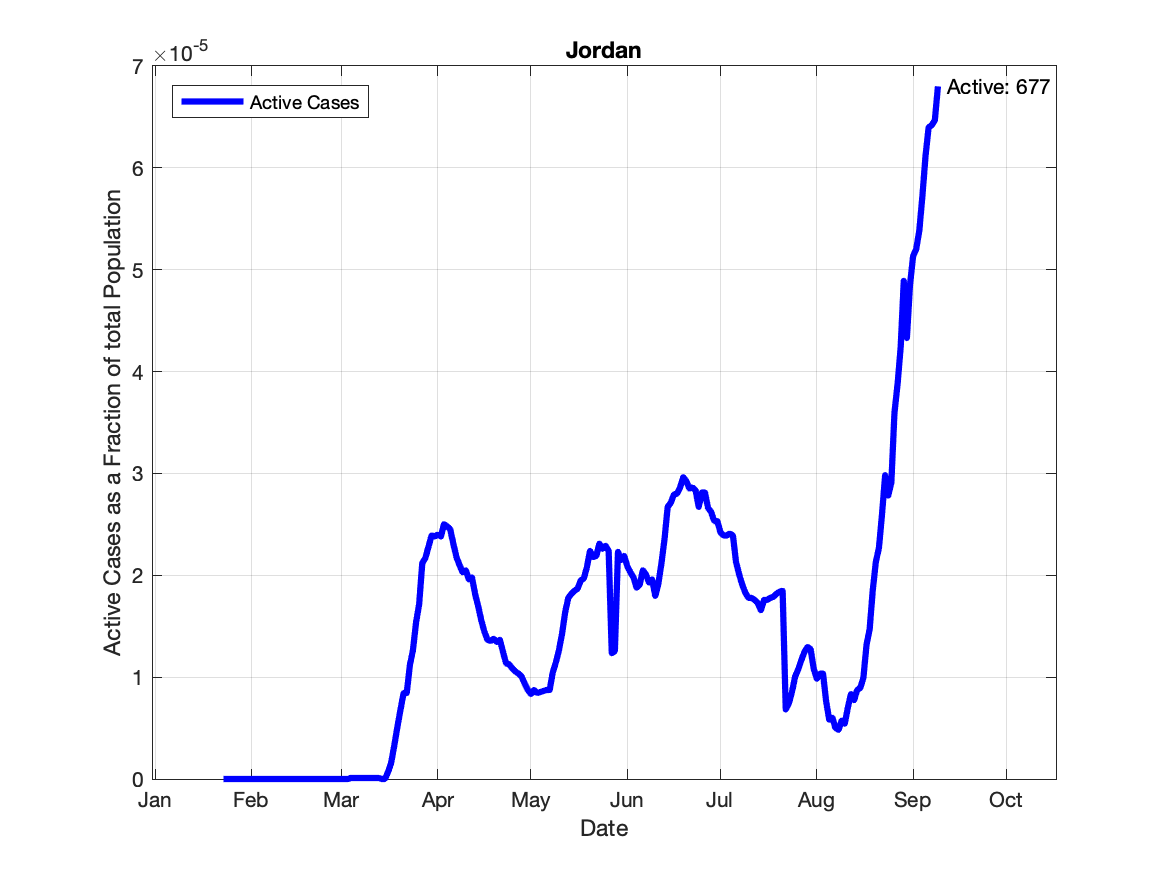 Jordan
×10-5
7
6
5
4
3
2
1
0
Active Cases
Active: 677
Active Cases as a Fraction of total Population
Jan Feb Mar Apr May Jun Jul Aug Sep Oct
Date